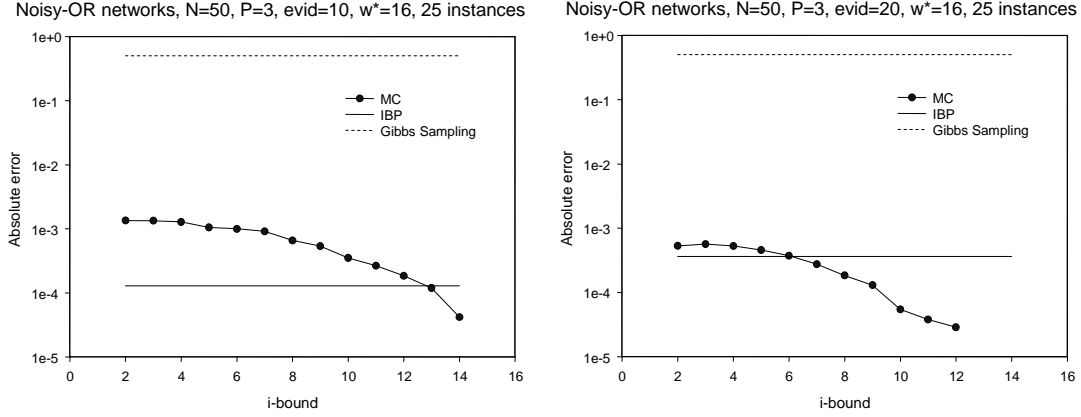 Noisy-OR networks, N=50, P=3, evid=10, w*=16, 25 instances
1e+0
1e-1
1e-2
1e-3
1e-4
1e-5
Absolute error
MC
IBP
Gibbs Sampling
0 2 4 6 8 10 12 14 16
i-bound
Noisy-OR networks, N=50, P=3, evid=20, w*=16, 25 instances
1e+0
1e-1
1e-2
1e-3
1e-4
1e-5
Absolute error
MC
IBP
Gibbs Sampling
0 2 4 6 8 10 12 14 16
i-bound